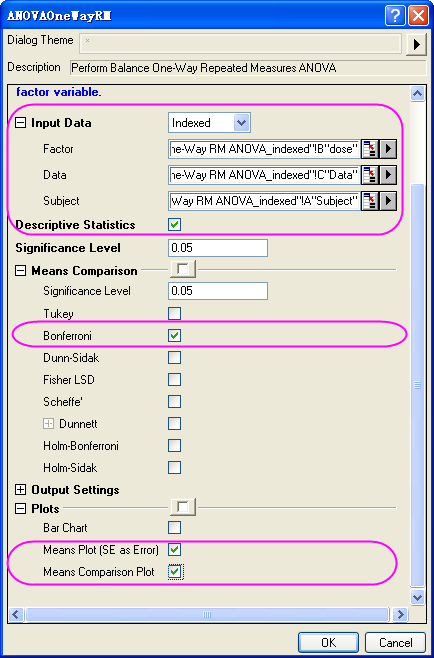 ANOVAOneWayRM
Dialog Theme *
Description Perform Balance One-Way Repeated Measures ANOVA
factor variable.
Input Data Indexed
Factor ne-Way RM ANOVA_indexed"!B"dose"
Data ne-Way RM ANOVA_indexed"!C"Data"
Subject Way RM ANOVA_indexed"!A"Subject"
Descriptive Statistics
Significance Level 0.05
Means Comparison
Significance Level 0.05
Tukey
Bonferroni
Dunn-Sidak
Fisher LSD
Scheffe'
Dunnett
Holm-Bonferroni
Holm-Sidak
Output Settings
Plots
Bar Chart
Means Plot (SE as Error)
Means Comparison Plot
OK Cancel